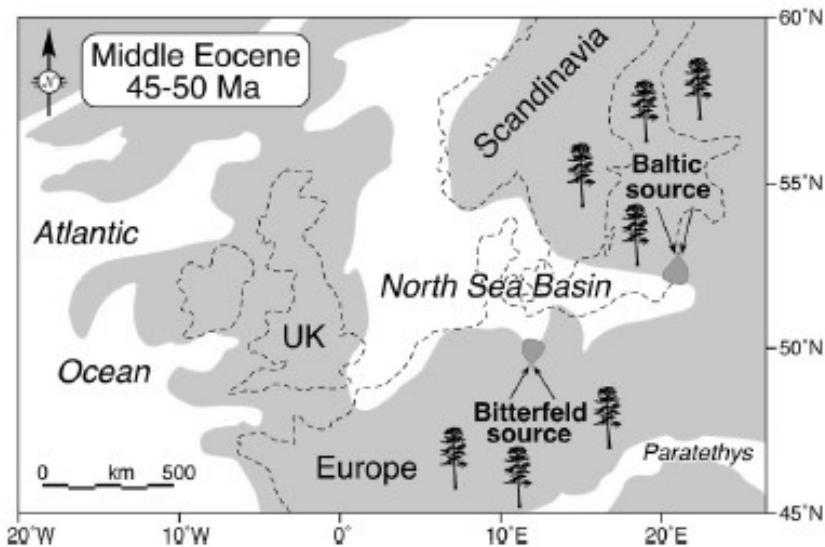 60°N
Middle Eocene
45-50 Ma
N
Scandinavia
55°N
Baltic
source
Atlantic
North Sea Basin
UK
50°N
Ocean
Bitterfeld
source
Paratethys
0 km 500
Europe
45°N
20°W 10°W 0° 10°E 20°E